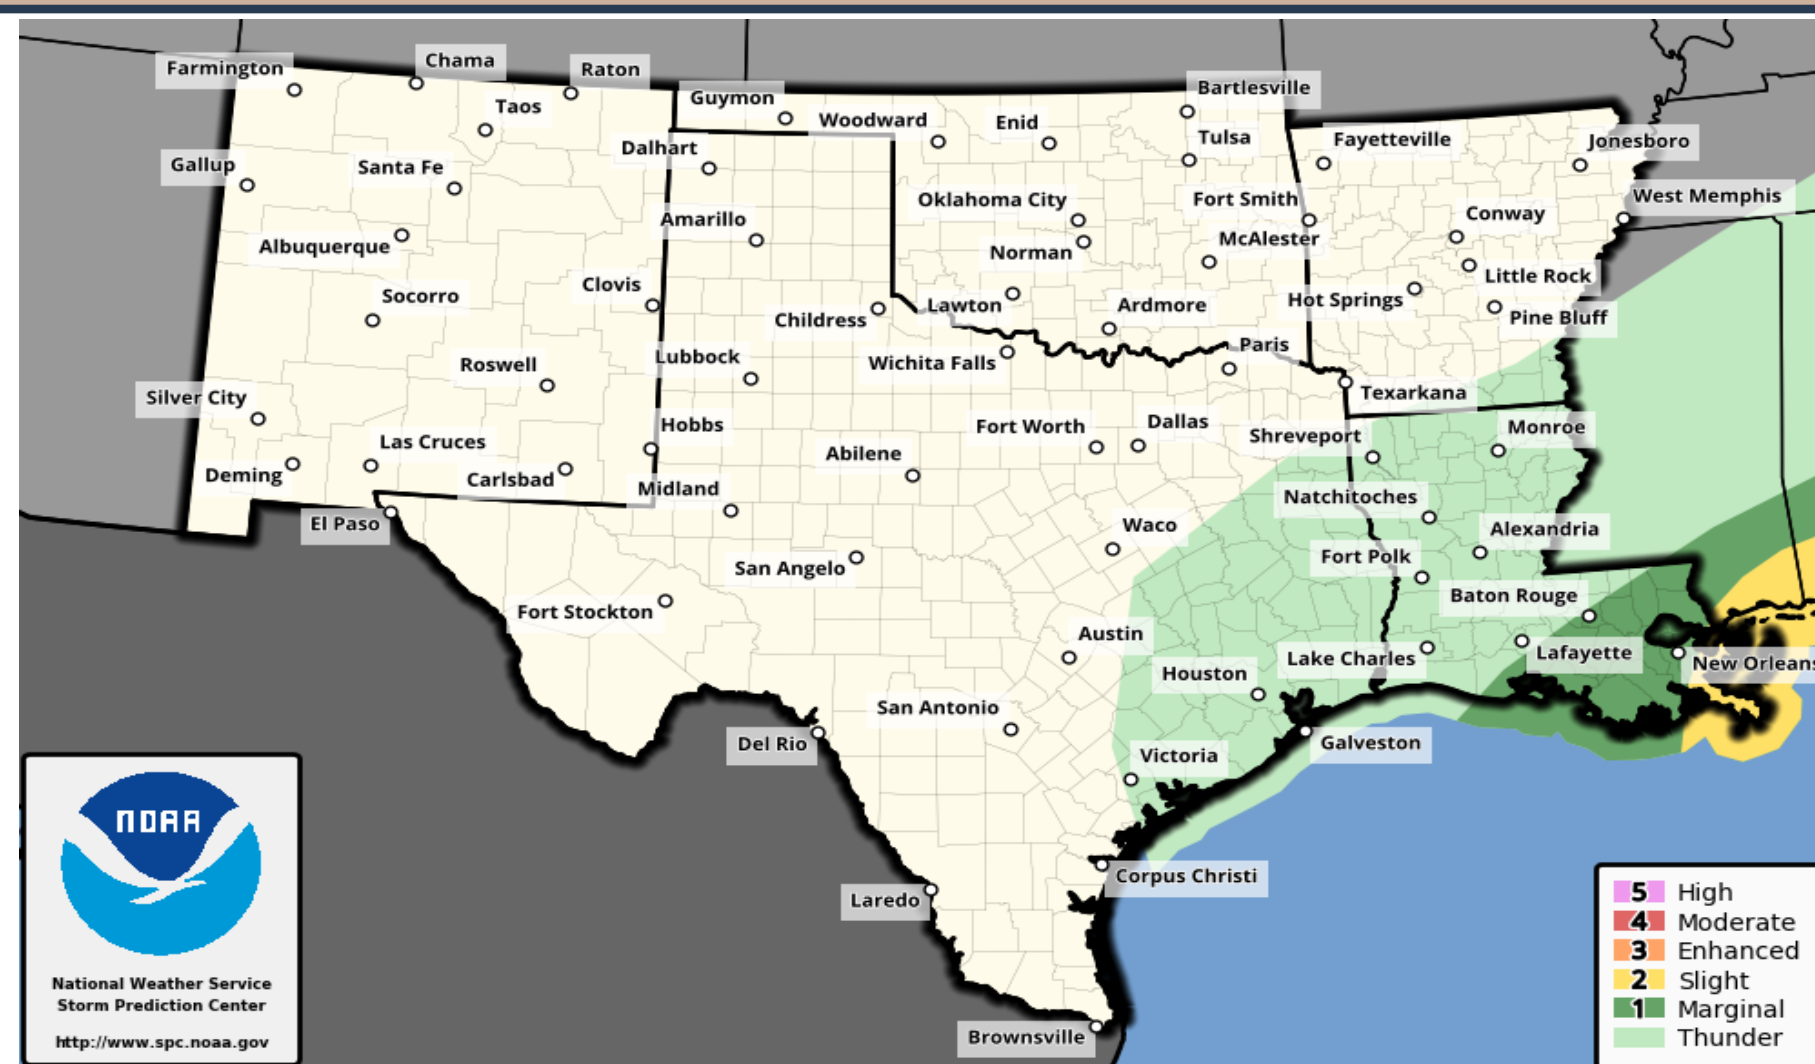 Farmington
Chama
Raton
Taos
Guymon
Woodward
Enid
Bartlesville
Tulsa
Fayetteville
Jonesboro
Gallup
Santa Fe
Dalhart
Oklahoma City
Fort Smith
West Memphis
Conway
Albuquerque
Amarillo
Norman
McAlester
Little Rock
Socorro
Clovis
Childress
Lawton
Ardmore
Hot Springs
Pine Bluff
Roswell
Lubbock
Wichita Falls
Paris
Silver City
Texarkana
Las Cruces
Hobbs
Fort Worth
Dallas
Shreveport
Monroe
Deming
Carlsbad
Midland
Abilene
Natchitoches
El Paso
Waco
Alexandria
San Angelo
Fort Polk
Fort Stockton
Baton Rouge
Austin
Lake Charles
Lafayette
New Orleans
Houston
San Antonio
Del Rio
Galveston
Victoria
Corpus Christi
Laredo
Brownsville
NOAA
National Weather Service
Storm Prediction Center
http://www.spc.noaa.gov
5 High
4 Moderate
3 Enhanced
2 Slight
1 Marginal
Thunder